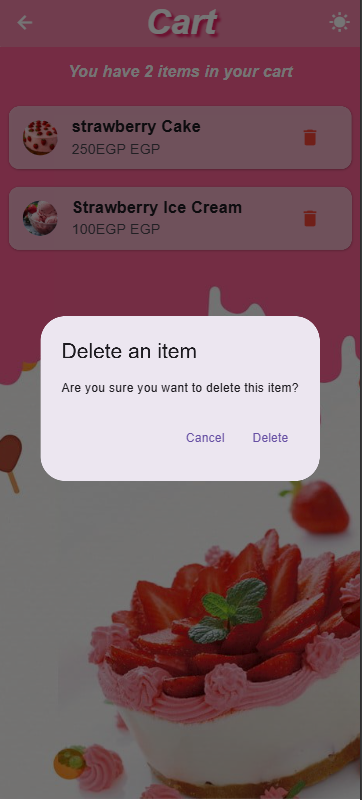 Cart
You have 2 items in your cart
strawberry Cake
250EGP EGP
Strawberry Ice Cream
100EGP EGP
Delete an item
Are you sure you want to delete this item?
Cancel Delete